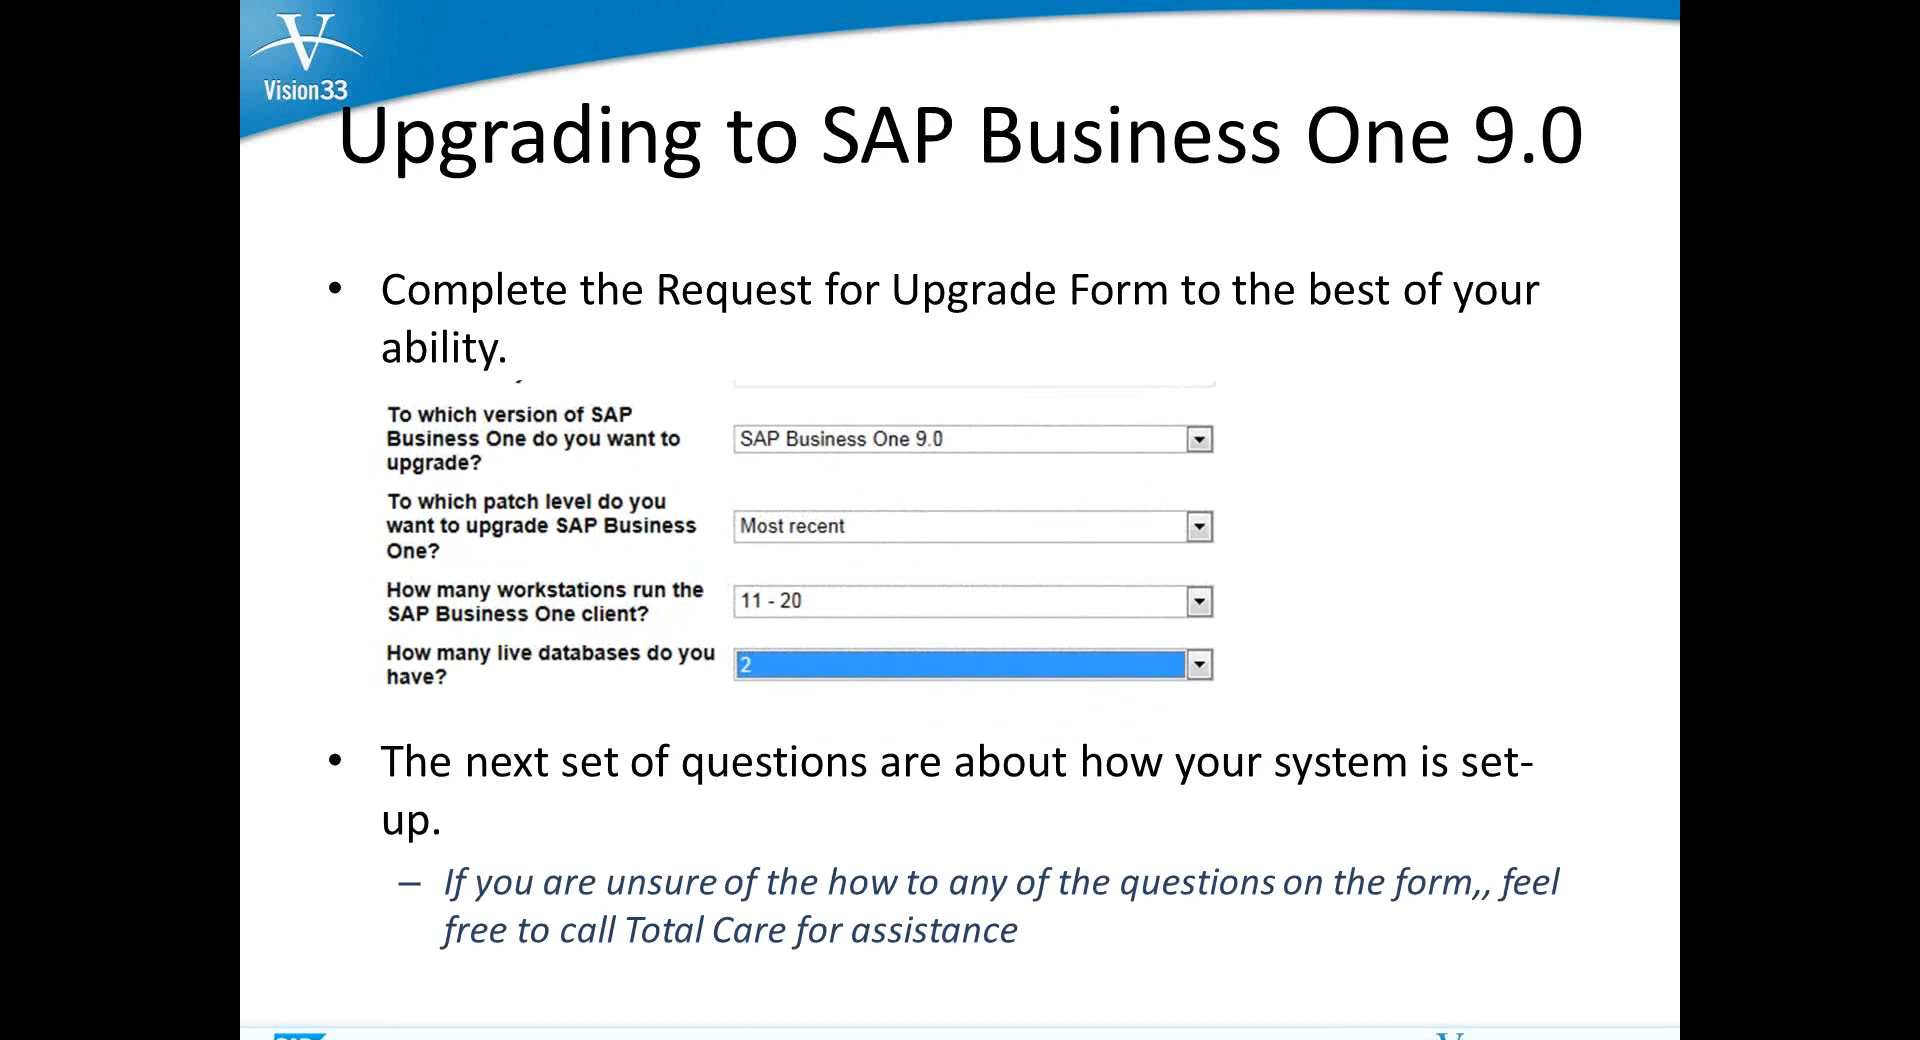 V
Vision33
Upgrading to SAP Business One 9.0
• Complete the Request for Upgrade Form to the best of your
ability.
To which version of SAP
Business One do you want to
upgrade?
SAP Business One 9.0
To which patch level do you
want to upgrade SAP Business
One?
Most recent
How many workstations run the
SAP Business One client?
11 - 20
How many live databases do you
have?
2
• The next set of questions are about how your system is set-
up.
– If you are unsure of the how to any of the questions on the form,, feel
free to call Total Care for assistance
SAP
V